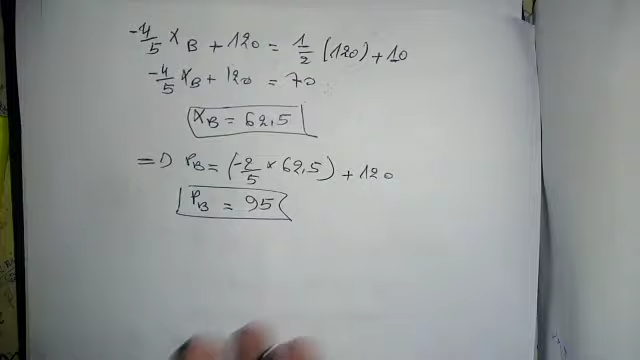 -4/5 X_B + 120 = 1/2 (120) + 10
-4/5 X_B + 120 = 70
X_B = 62,5
=D P_B = (-2/5 × 62,5) + 120
P_B = 95